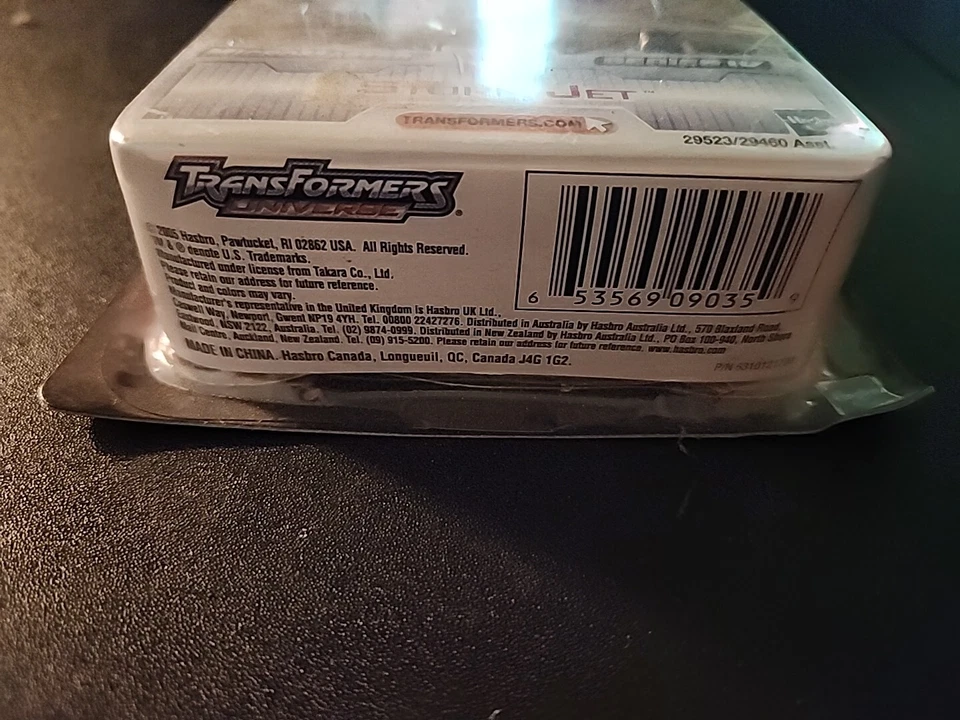 JET™
TRANSFORMERS.COM
29523/29460 Asst.
TRANSFORMERS
UNIVERSE®
2005 Hasbro, Pawtucket, RI 02862 USA. All Rights Reserved.
™ & ® denote U.S. Trademarks.
Manufactured under license from Takara Co., Ltd.
Please retain our address for future reference.
Product and colors may vary.
Manufacturer's representative in the United Kingdom is Hasbro UK Ltd.,
Caswell Way, Newport, Gwent NP19 4YH. Tel. 00800 22427276. Distributed in Australia by Hasbro Australia Ltd., 570 Blaxland Road,
Eastwood, NSW 2122, Australia. Tel. (02) 9874-0999. Distributed in New Zealand by Hasbro Australia Ltd., PO Box 100-940, North Shore
Mail Centre, Auckland, New Zealand. Tel. (09) 915-5200. Please retain our address for future reference. www.hasbro.com
MADE IN CHINA. Hasbro Canada, Longueuil, QC, Canada J4G 1G2.
6 53569 09035 9
P/N